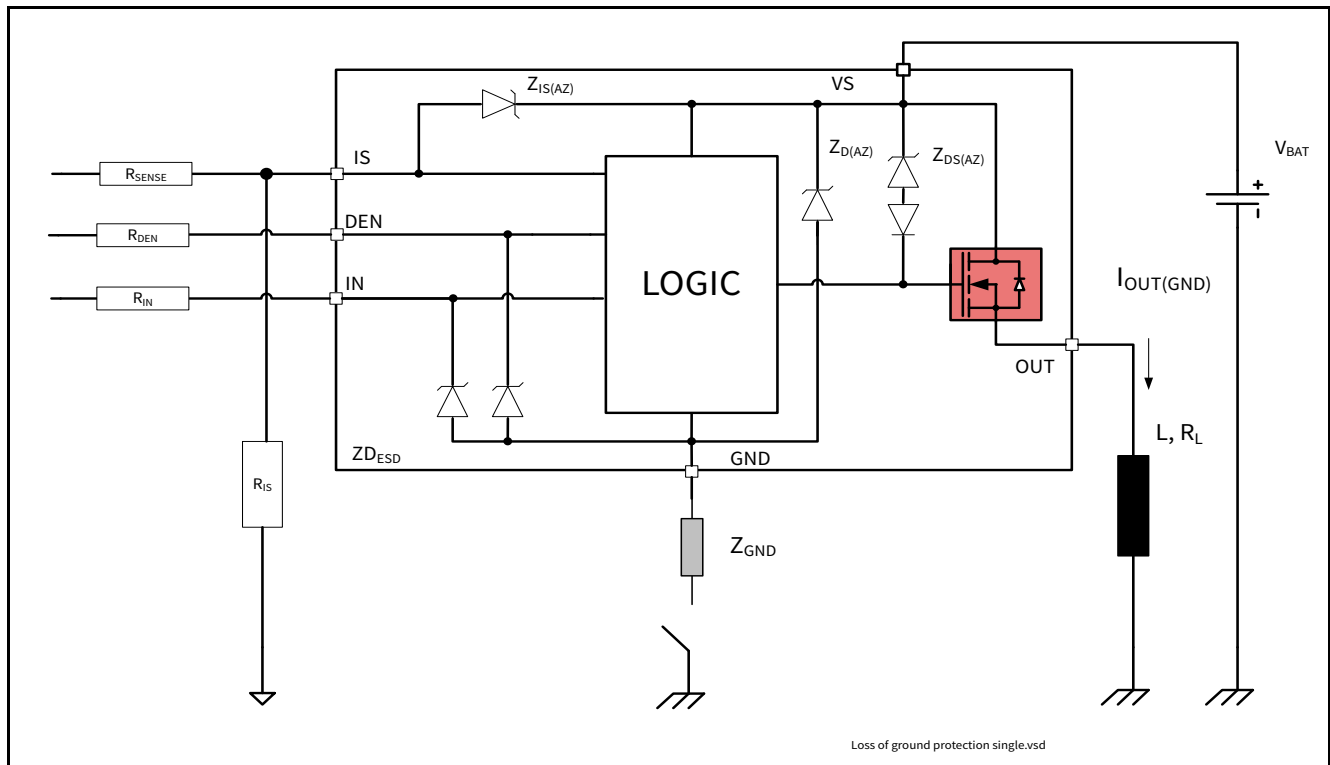 ZIS(AZ)
VS
IS
RSENSE
ZD(AZ)
ZDS(AZ)
VBAT
+
-
DEN
RDEN
IN
RIN
LOGIC
IOUT(GND)
OUT
L, RL
ZDESD
GND
RIS
ZGND
Loss of ground protection single.vsd